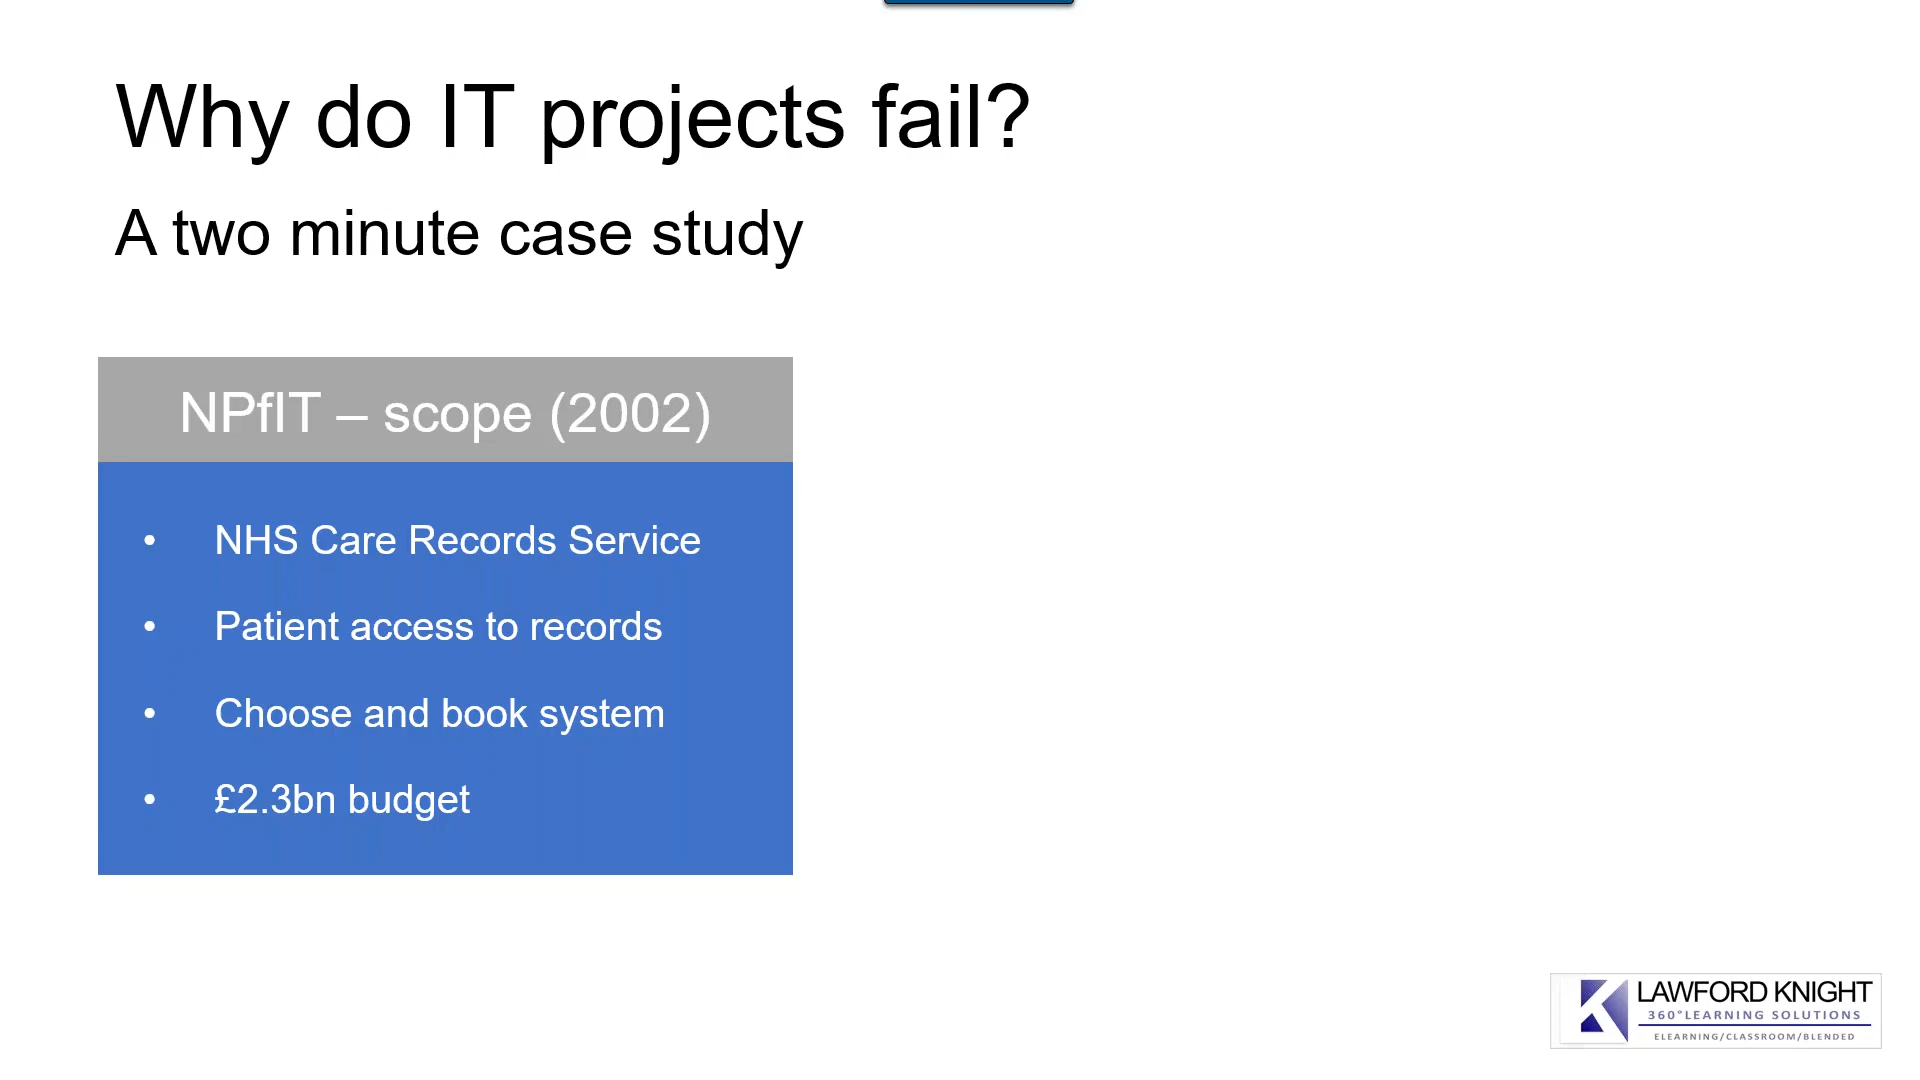 Why do IT projects fail?
A two minute case study
NPfIT – scope (2002)
• NHS Care Records Service
• Patient access to records
• Choose and book system
• £2.3bn budget
LAWFORD KNIGHT
360°LEARNING SOLUTIONS
ELEARNING/CLASSROOM/BLENDED